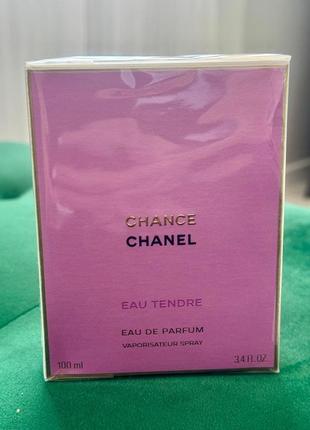 CHANCE
CHANEL
EAU TENDRE
EAU DE PARFUM
VAPORISATEUR SPRAY
100 ml 3.4 FL.OZ